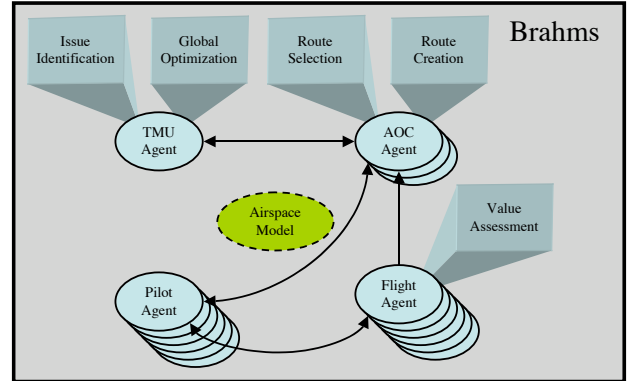 Brahms
Issue
Identification
Global
Optimization
Route
Selection
Route
Creation
TMU
Agent
AOC
Agent
Airspace
Model
Value
Assessment
Pilot
Agent
Flight
Agent